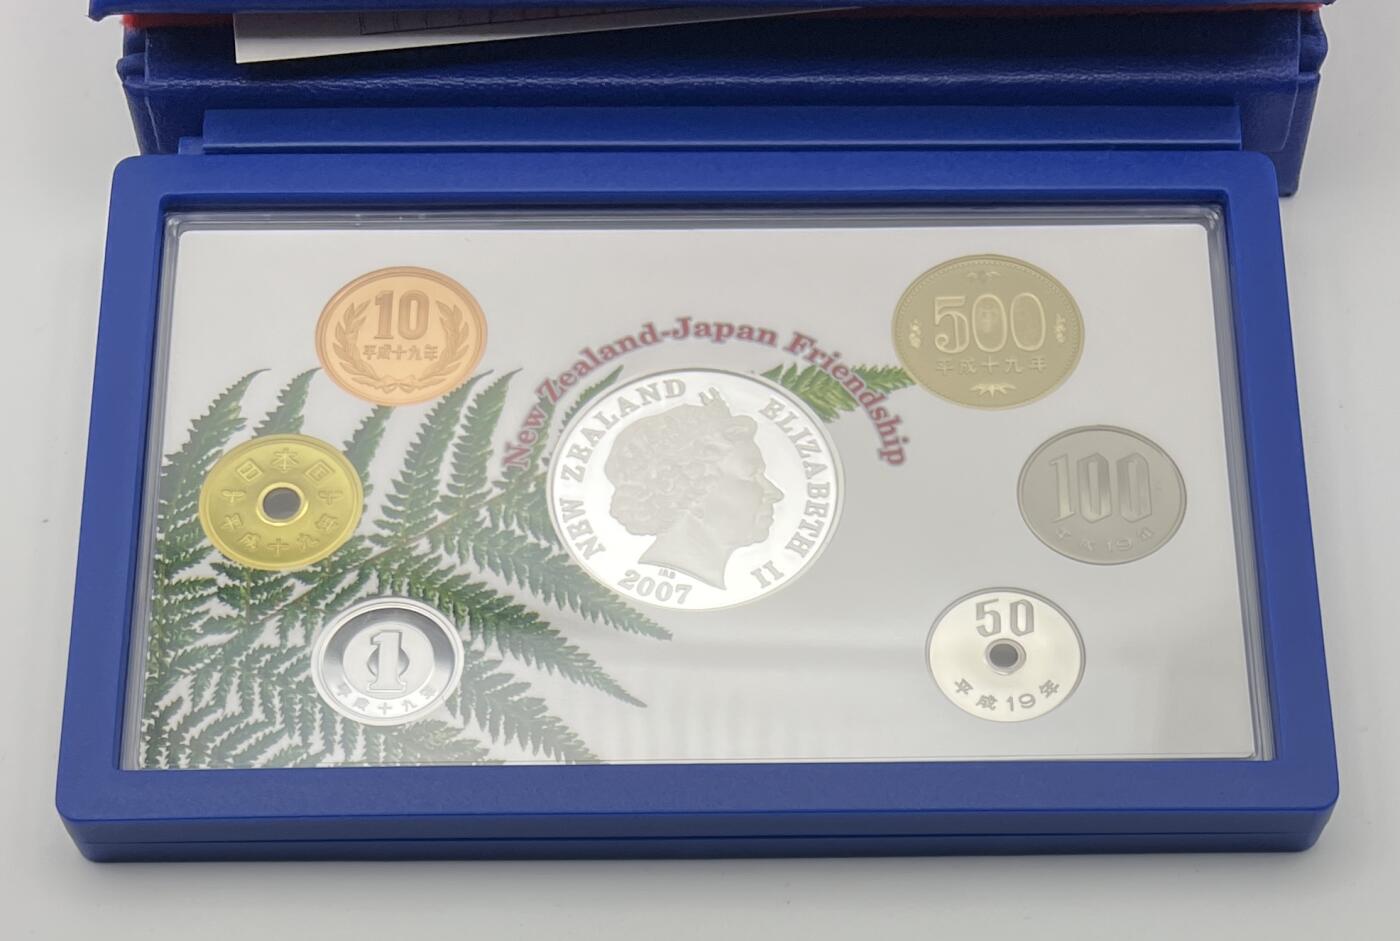 New Zealand-Japan Friendship
10
平成十九年
500
平成十九年
NEW ZEALAND ELIZABETH II
2007
IRB
日本国
平成十九年
100
平成19年
1
平成十九年
50
平成19年